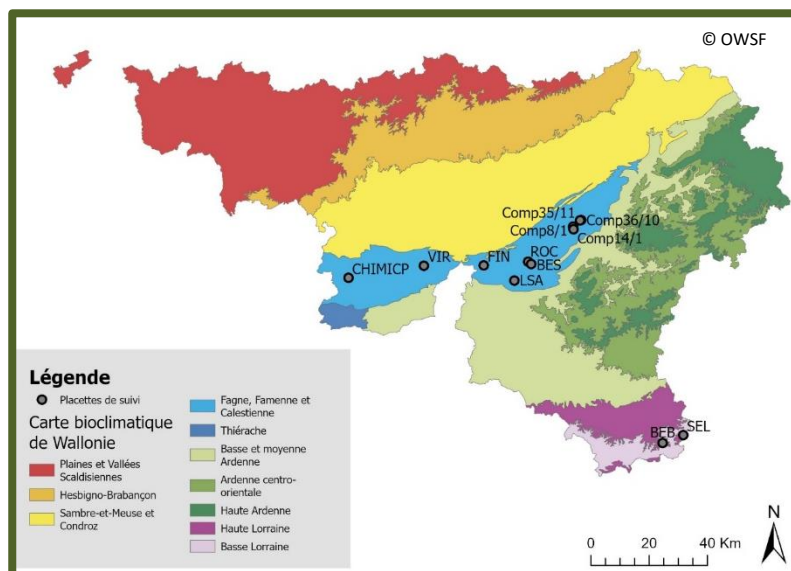 © OWSF
Comp35/11
Comp36/10
Comp8/1
Comp14/1
ROC
VIR
FIN
BES
CHIMICP
LSA
SEL
BFB
Légende
Placettes de suivi
Carte bioclimatique
de Wallonie
Plaines et Vallées
Scaldisiennes
Hesbigno-Brabançon
Sambre-et-Meuse et
Condroz
Fagne, Famenne et
Calestienne
Thiérache
Basse et moyenne
Ardenne
Ardenne centro-
orientale
Haute Ardenne
Haute Lorraine
Basse Lorraine
N
0 20 40 Km